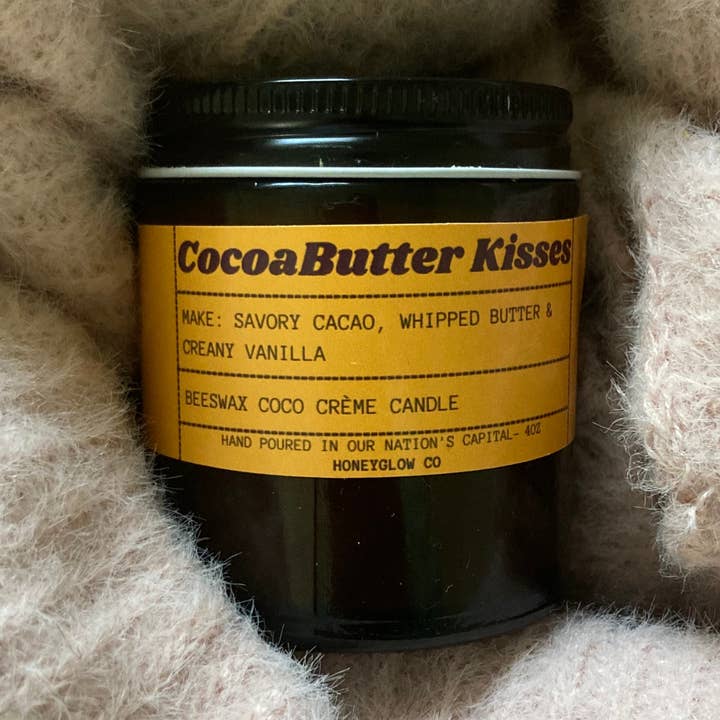 CocoaButter Kisses
MAKE: SAVORY CACAO, WHIPPED BUTTER &
CREANY VANILLA
BEESWAX COCO CRÈME CANDLE
HAND POURED IN OUR NATION'S CAPITAL- 4OZ
HONEYGLOW CO